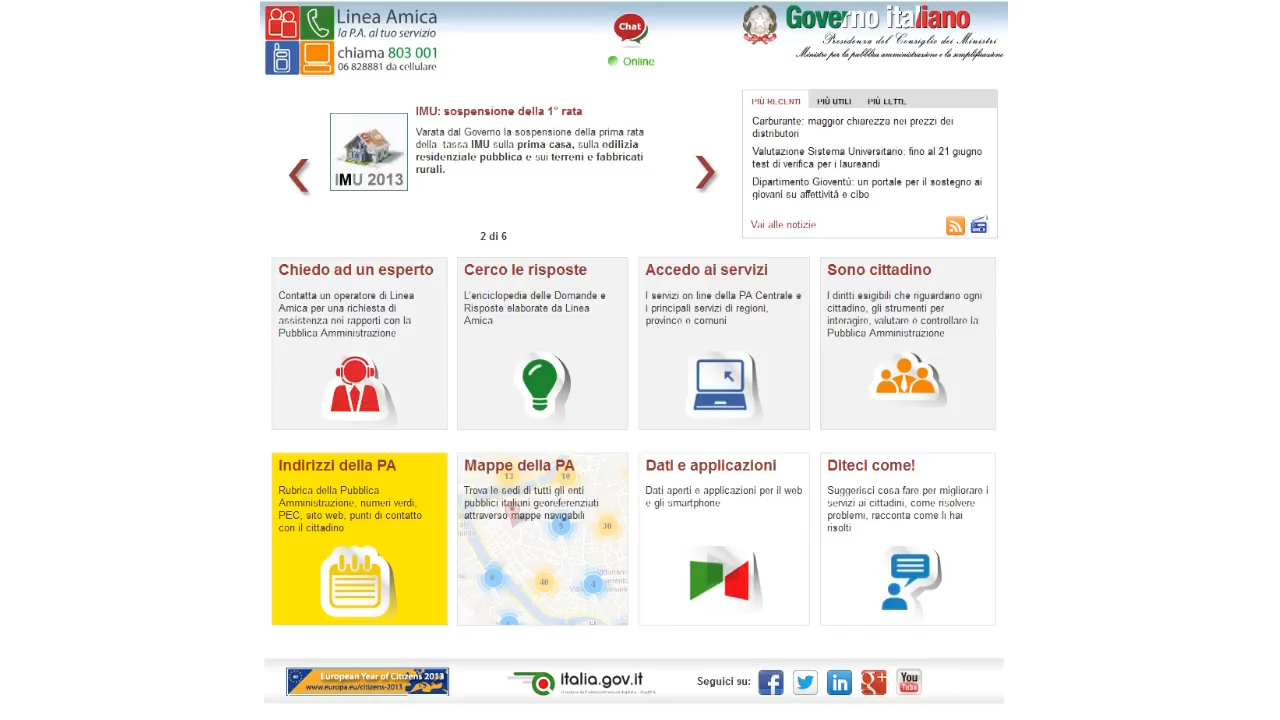 Linea Amica
la P.A. al tuo servizio
chiama 803 001
06 828881 da cellulare
Chat
Online
Governo italiano
Presidenza del Consiglio dei Ministri
Ministro per la pubblica amministrazione e la semplificazione
IMU: sospensione della 1° rata
Varata dal Governo la sospensione della prima rata
della tassa IMU sulla prima casa, sulla edilizia
residenziale pubblica e sui terreni e fabbricati
rurali.
IMU 2013
2 di 6
PIÙ RECENTI PIÙ UTILI PIÙ LETTE
Carburante: maggior chiarezza nei prezzi dei
distributori
Valutazione Sistema Universitario: fino al 21 giugno
test di verifica per i laureandi
Dipartimento Gioventù: un portale per il sostegno ai
giovani su affettività e cibo
Vai alle notizie
Chiedo ad un esperto
Contatta un operatore di Linea
Amica per una richiesta di
assistenza nei rapporti con la
Pubblica Amministrazione
Cerco le risposte
L'enciclopedia delle Domande e
Risposte elaborate da Linea
Amica
Accedo ai servizi
I servizi on line della PA Centrale e
i principali servizi di regioni,
province e comuni
Sono cittadino
I diritti esigibili che riguardano ogni
cittadino, gli strumenti per
interagire, valutare e controllare la
Pubblica Amministrazione
Indirizzi della PA
Rubrica della Pubblica
Amministrazione, numeri verdi,
PEC, sito web, punti di contatto
con il cittadino
Mappe della PA
Trova le sedi di tutti gli enti
pubblici italiani georeferenziati
attraverso mappe navigabili
13
10
9
30
6
40
4
Dati e applicazioni
Dati aperti e applicazioni per il web
e gli smartphone
Diteci come!
Suggerisci cosa fare per migliorare i
servizi ai cittadini, come risolvere
problemi, racconta come li hai
risolti
European Year of Citizens 2013
www.europa.eu/citizens-2013
italia.gov.it
Seguici su:
You
Tube